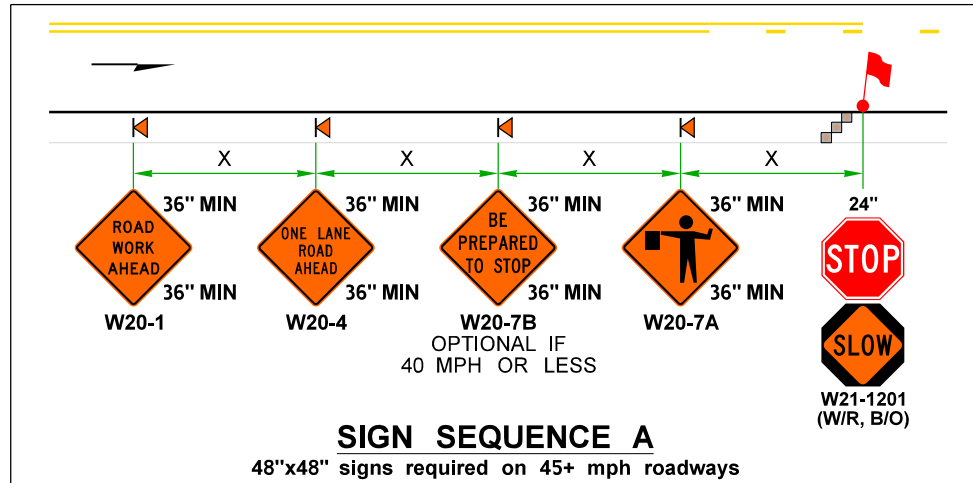 X X X X
36" MIN 36" MIN 36" MIN 36" MIN 24"
ROAD
WORK
AHEAD
ONE LANE
ROAD
AHEAD
BE
PREPARED
TO STOP
STOP
36" MIN 36" MIN 36" MIN 36" MIN
W20-1 W20-4 W20-7B W20-7A
OPTIONAL IF
40 MPH OR LESS
SLOW
W21-1201
(W/R, B/O)
SIGN SEQUENCE A
48"x48" signs required on 45+ mph roadways